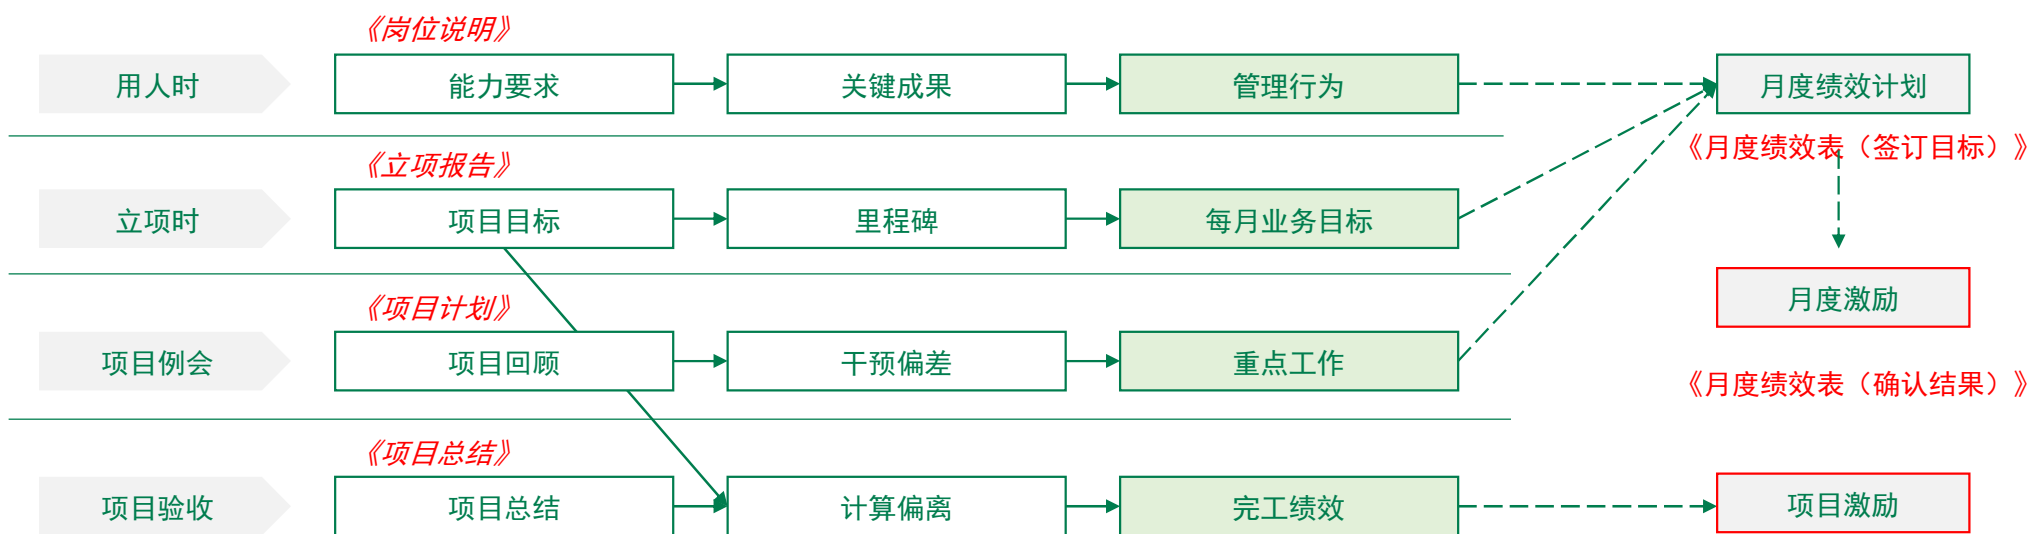 《岗位说明》
用人时
能力要求
关键成果
管理行为
月度绩效计划
《月度绩效表（签订目标）》
《立项报告》
立项时
项目目标
里程碑
每月业务目标
月度激励
《项目计划》
项目例会
项目回顾
干预偏差
重点工作
《月度绩效表（确认结果）》
《项目总结》
项目验收
项目总结
计算偏离
完工绩效
项目激励